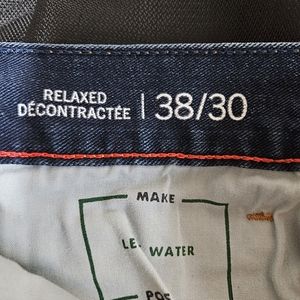 RELAXED
DÉCONTRACTÉE | 38/30
MAKE
WATER